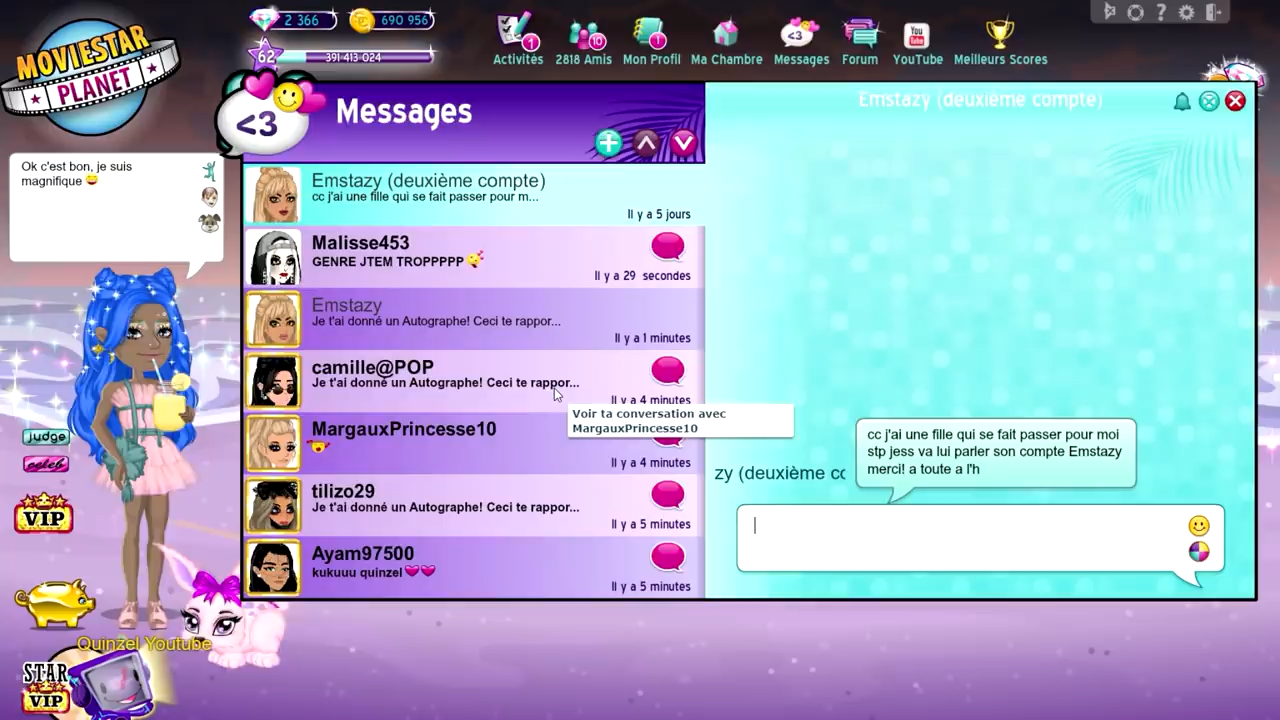 MOVIESTAR
PLANET
2 366
690 956
62
391 413 024
1
10
1
<3
Activités
2818 Amis
Mon Profil
Ma Chambre
Messages
Forum
You
Tube
YouTube
Meilleurs Scores
?
Ok c'est bon, je suis
magnifique
<3
Messages
Emstazy (deuxième compte)
cc j'ai une fille qui se fait passer pour m...
Il y a 5 jours
Malisse453
GENRE JTEM TROPPPPP
Il y a 29 secondes
Emstazy
Je t'ai donné un Autographe! Ceci te rappor...
Il y a 1 minutes
camille@POP
Je t'ai donné un Autographe! Ceci te rappor...
Il y a 4 minutes
Voir ta conversation avec
MargauxPrincesse10
MargauxPrincesse10
Il y a 4 minutes
tilizo29
Je t'ai donné un Autographe! Ceci te rappor...
Il y a 5 minutes
Ayam97500
kukuuu quinzel
Il y a 5 minutes
Emstazy (deuxième compte)
cc j'ai une fille qui se fait passer pour moi
stp jess va lui parler son compte Emstazy
merci! a toute a l'h
zy (deuxième cc
judge
celeb
VIP
Quinzel Youtube
STAR
VIP